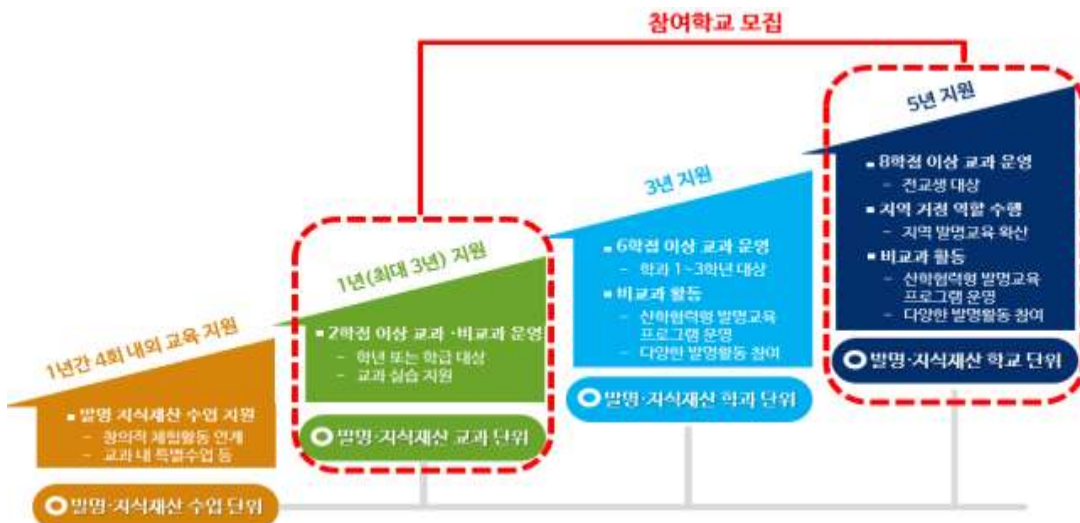 참여학교 모집
1년간 4회 내외 교육 지원
▪ 발명 지식재산 수업 지원
– 창의적 체험활동 연계
– 교과 내 특별수업 등
발명·지식재산 수업 단위
1년(최대 3년) 지원
▪ 2학점 이상 교과·비교과 운영
– 학년 또는 학급 대상
– 교과 실습 지원
발명·지식재산 교과 단위
3년 지원
▪ 6학점 이상 교과 운영
– 학과 1~3학년 대상
▪ 비교과 활동
– 산학협력형 발명교육
프로그램 운영
– 다양한 발명활동 참여
발명·지식재산 학과 단위
5년 지원
▪ 8학점 이상 교과 운영
– 전교생 대상
▪ 지역 거점 역할 수행
– 지역 발명교육 확산
▪ 비교과 활동
– 산학협력형 발명교육
프로그램 운영
– 다양한 발명활동 참여
발명·지식재산 학교 단위